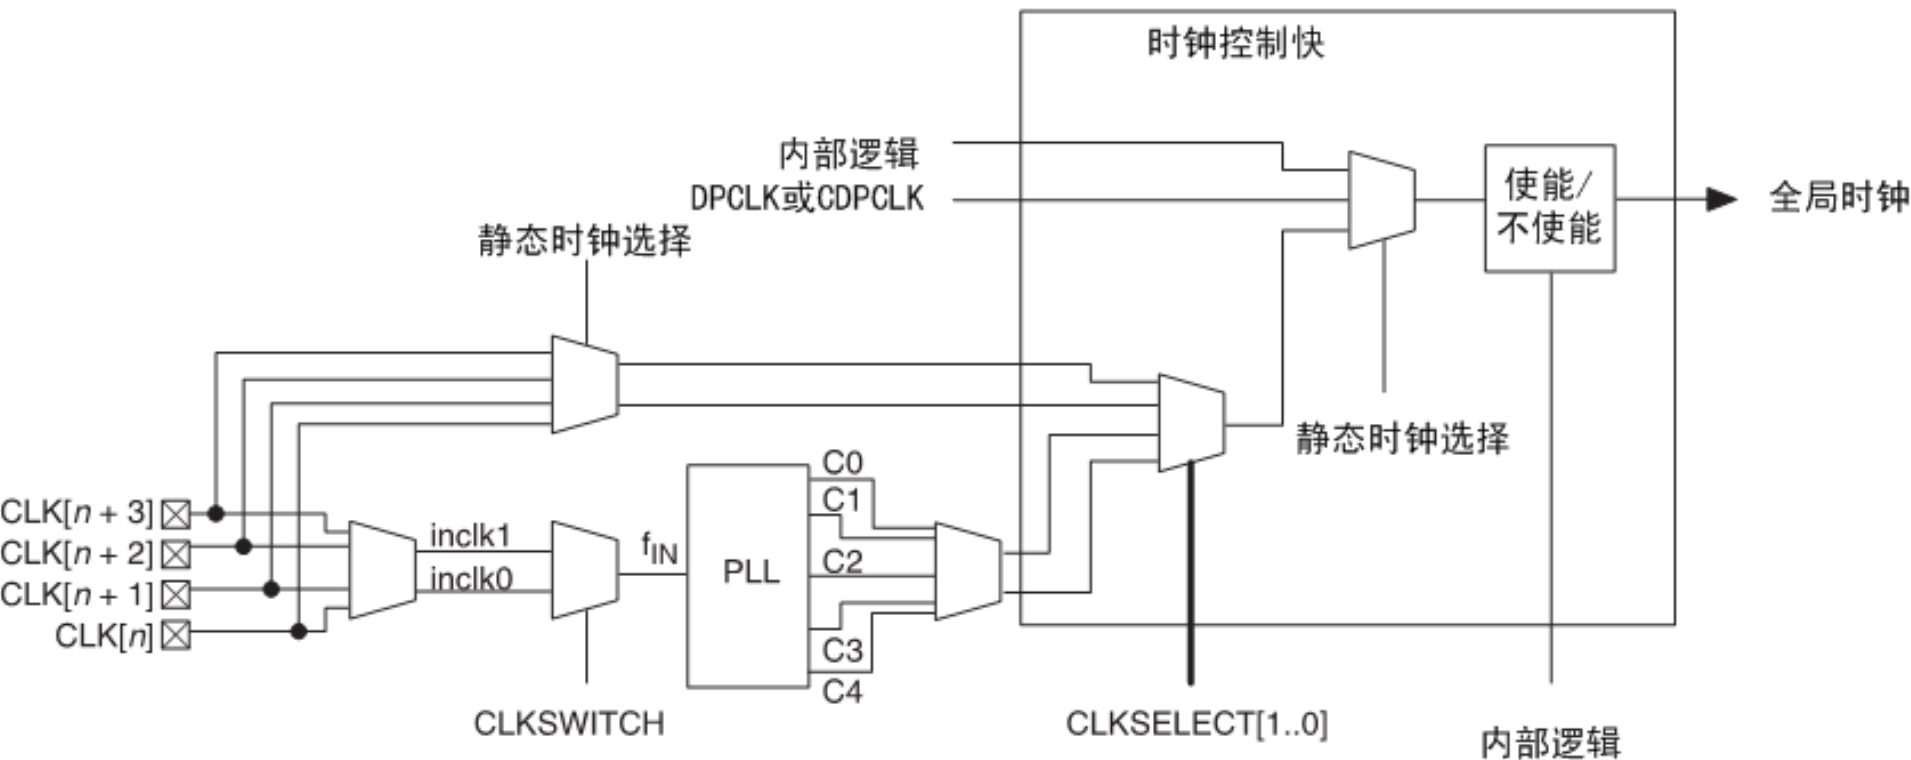 时钟控制快
内部逻辑
DPCLK或CDPCLK
使能/
不使能
全局时钟
静态时钟选择
静态时钟选择
CLK[n + 3]
CLK[n + 2]
CLK[n + 1]
CLK[n]
inclk1
inclk0
fIN
PLL
C0
C1
C2
C3
C4
CLKSWITCH
CLKSELECT[1..0]
内部逻辑